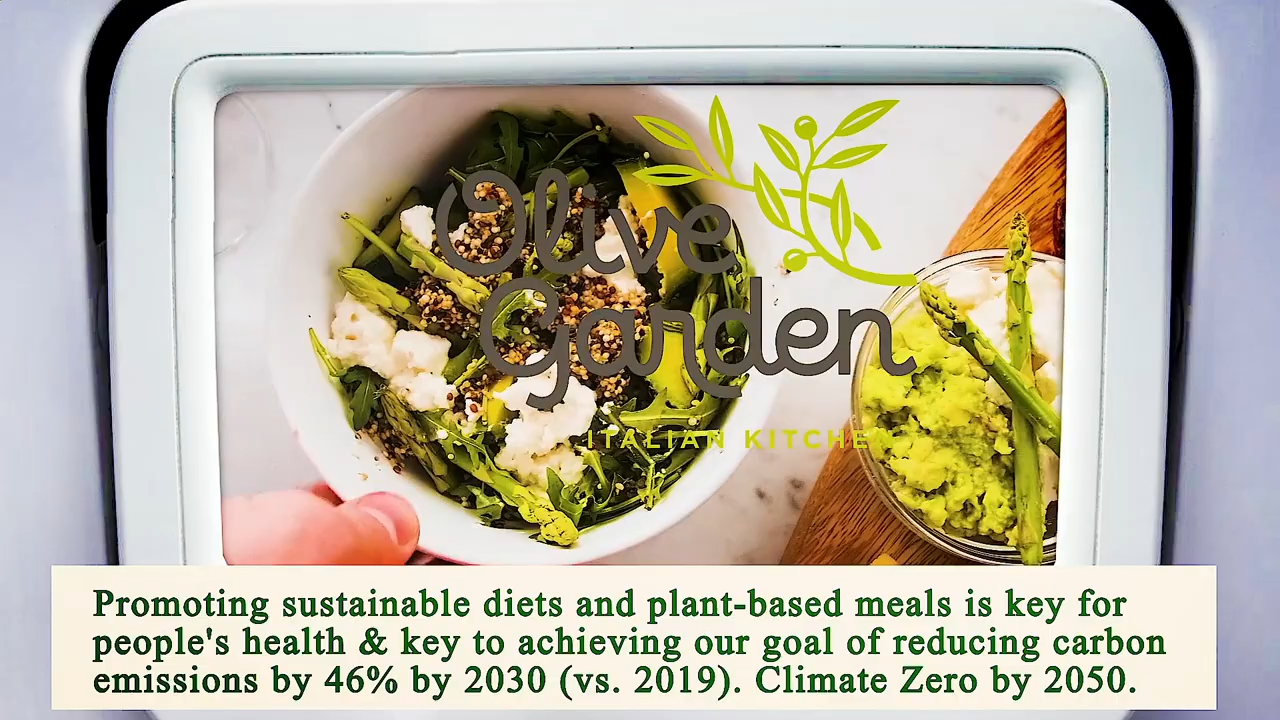 Olive
Garden
ITALIAN KITCHEN
Promoting sustainable diets and plant-based meals is key for
people's health & key to achieving our goal of reducing carbon
emissions by 46% by 2030 (vs. 2019). Climate Zero by 2050.